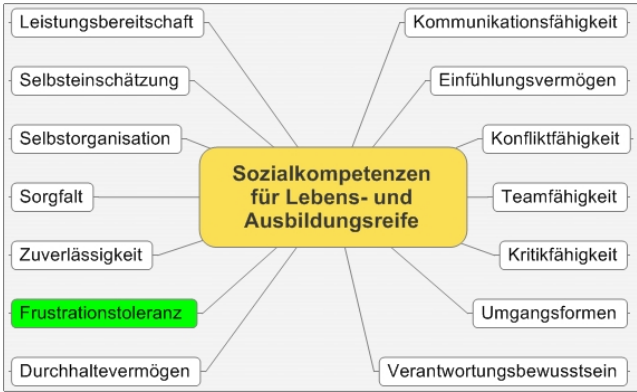 Leistungsbereitschaft
Kommunikationsfähigkeit
Selbsteinschätzung
Einfühlungsvermögen
Selbstorganisation
Konfliktfähigkeit
Sozialkompetenzen
für Lebens- und
Ausbildungsreife
Sorgfalt
Teamfähigkeit
Zuverlässigkeit
Kritikfähigkeit
Frustrationstoleranz
Umgangsformen
Durchhaltevermögen
Verantwortungsbewusstsein